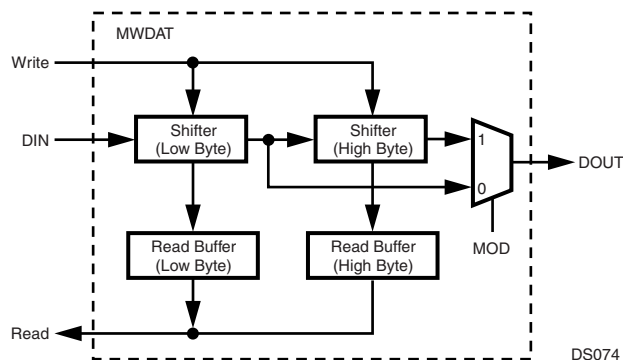 MWDAT
Write
DIN
Shifter
(Low Byte)
Shifter
(High Byte)
1
0
DOUT
MOD
Read Buffer
(Low Byte)
Read Buffer
(High Byte)
Read
DS074